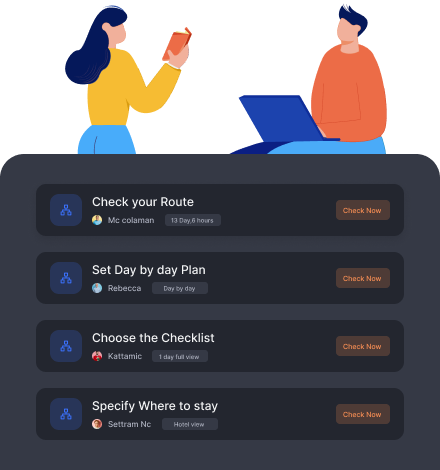 Check your Route
Mc colaman 13 Day,6 hours
Check Now
Set Day by day Plan
Rebecca Day by day
Check Now
Choose the Checklist
Kattamic 1 day full view
Check Now
Specify Where to stay
Settram Nc Hotel view
Check Now